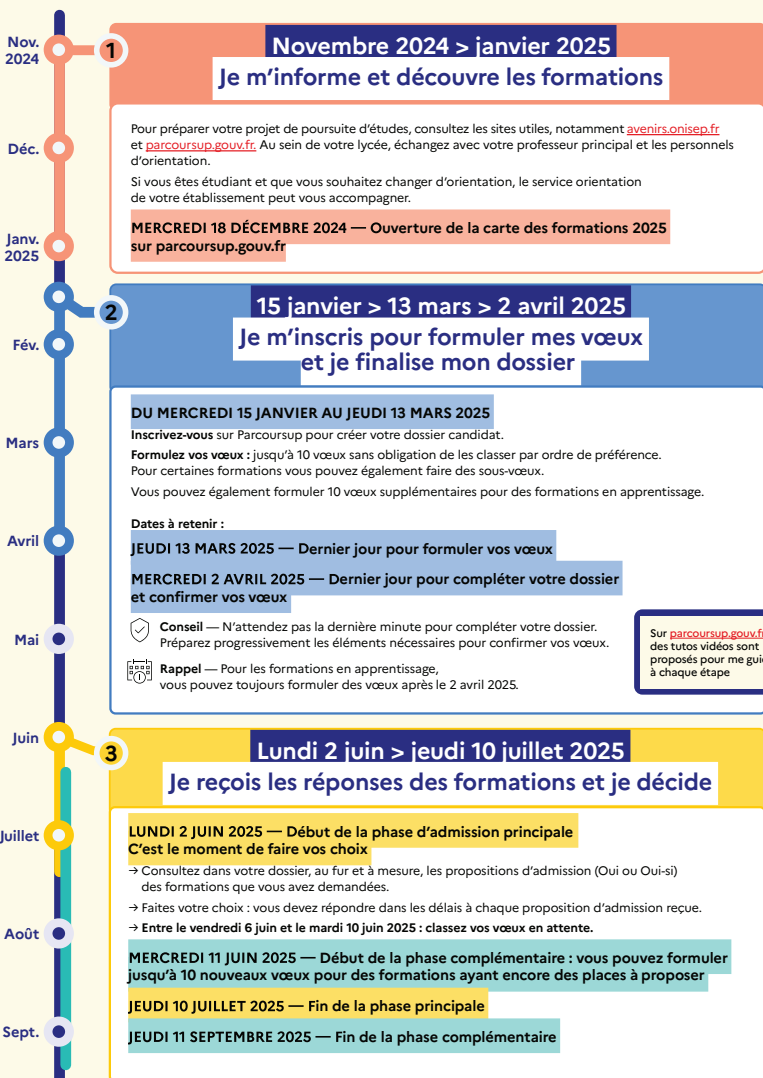 Nov.
2024
Déc.
Janv.
2025
Fév.
Mars
Avril
Mai
Juin
Juillet
Août
Sept.
1
Novembre 2024 > janvier 2025
Je m'informe et découvre les formations
Pour préparer votre projet de poursuite d'études, consultez les sites utiles, notamment avenirs.onisep.fr
et parcoursup.gouv.fr. Au sein de votre lycée, échangez avec votre professeur principal et les personnels
d'orientation.
Si vous êtes étudiant et que vous souhaitez changer d'orientation, le service orientation
de votre établissement peut vous accompagner.
MERCREDI 18 DÉCEMBRE 2024 — Ouverture de la carte des formations 2025
sur parcoursup.gouv.fr
2
15 janvier > 13 mars > 2 avril 2025
Je m'inscris pour formuler mes vœux
et je finalise mon dossier
DU MERCREDI 15 JANVIER AU JEUDI 13 MARS 2025
Inscrivez-vous sur Parcoursup pour créer votre dossier candidat.
Formulez vos vœux : jusqu'à 10 vœux sans obligation de les classer par ordre de préférence.
Pour certaines formations vous pouvez également faire des sous-vœux.
Vous pouvez également formuler 10 vœux supplémentaires pour des formations en apprentissage.
Dates à retenir :
JEUDI 13 MARS 2025 — Dernier jour pour formuler vos vœux
MERCREDI 2 AVRIL 2025 — Dernier jour pour compléter votre dossier
et confirmer vos vœux
Conseil — N'attendez pas la dernière minute pour compléter votre dossier.
Préparez progressivement les éléments nécessaires pour confirmer vos vœux.
Rappel — Pour les formations en apprentissage,
vous pouvez toujours formuler des vœux après le 2 avril 2025.
Sur parcoursup.gouv.f
des tutos vidéos sont
proposés pour me gui
à chaque étape
3
Lundi 2 juin > jeudi 10 juillet 2025
Je reçois les réponses des formations et je décide
LUNDI 2 JUIN 2025 — Début de la phase d'admission principale
C'est le moment de faire vos choix
→ Consultez dans votre dossier, au fur et à mesure, les propositions d'admission (Oui ou Oui-si)
des formations que vous avez demandées.
→ Faites votre choix : vous devez répondre dans les délais à chaque proposition d'admission reçue.
→ Entre le vendredi 6 juin et le mardi 10 juin 2025 : classez vos vœux en attente.
MERCREDI 11 JUIN 2025 — Début de la phase complémentaire : vous pouvez formuler
jusqu'à 10 nouveaux vœux pour des formations ayant encore des places à proposer
JEUDI 10 JUILLET 2025 — Fin de la phase principale
JEUDI 11 SEPTEMBRE 2025 — Fin de la phase complémentaire